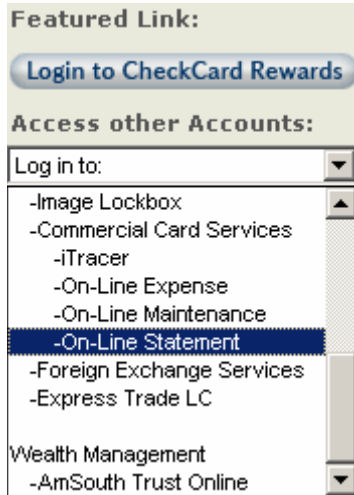 Featured Link:
Login to CheckCard Rewards
Access other Accounts:
Log in to:
-Image Lockbox
-Commercial Card Services
-iTracer
-On-Line Expense
-On-Line Maintenance
-On-Line Statement
-Foreign Exchange Services
-Express Trade LC
Wealth Management
-AmSouth Trust Online